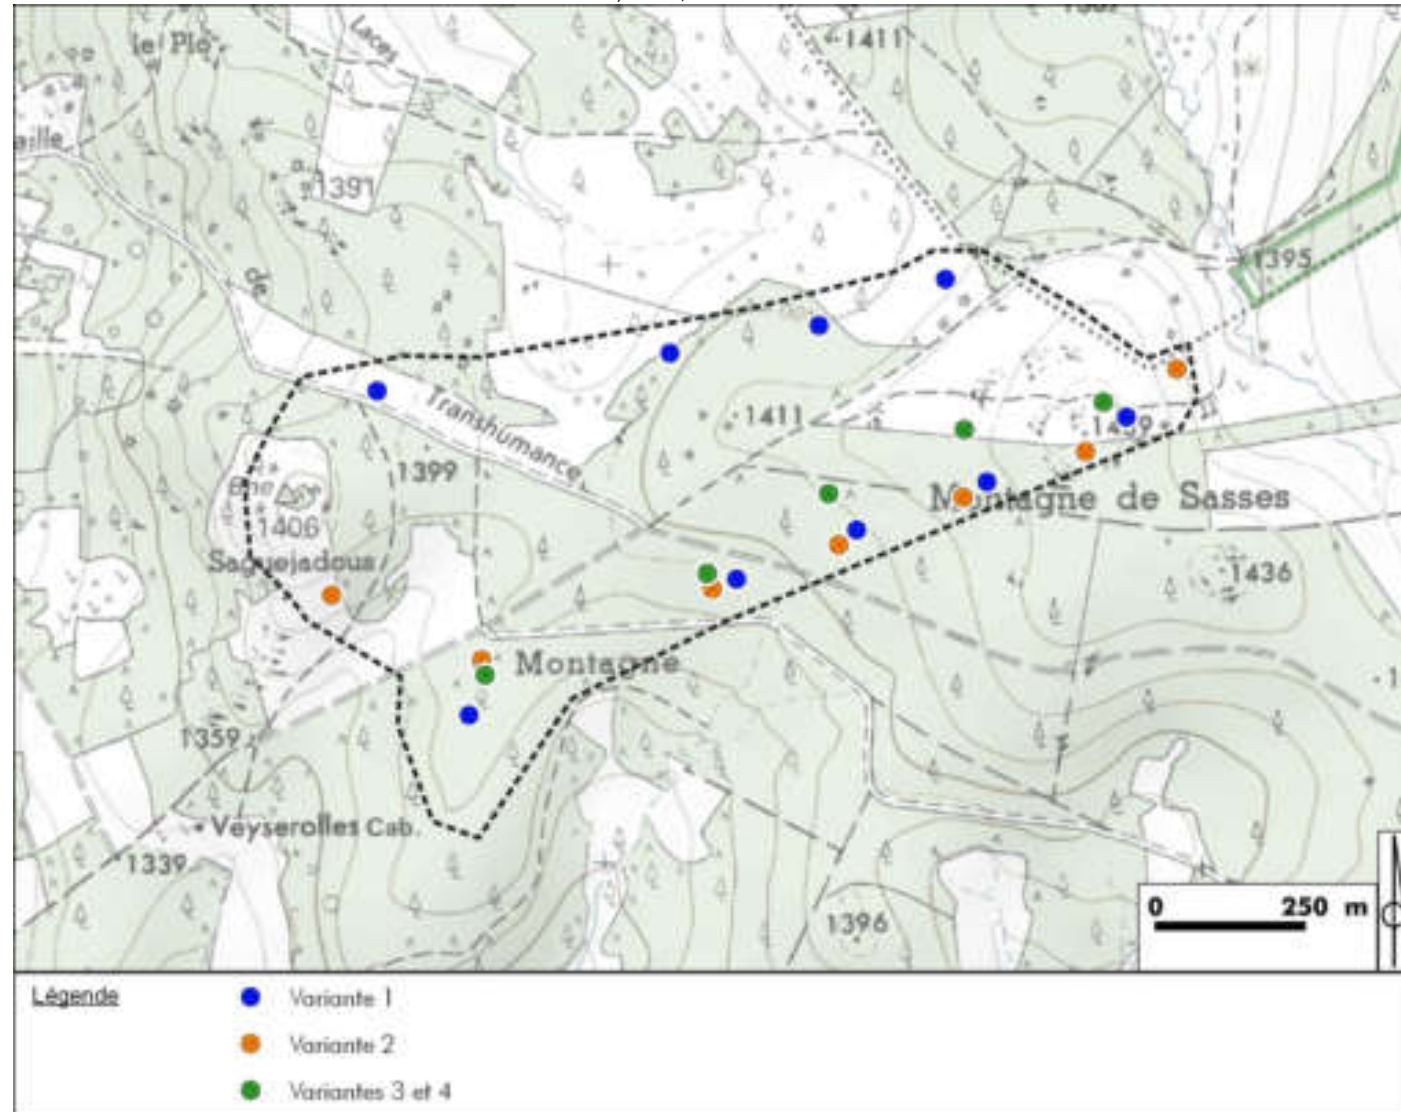 le Plo
Laces
1411
1391
1395
de
Transhumance
1411
1399
Montagne de Sasses
1406
Saguejadous
1436
Montagne
1359
Veyserolles Cab.
1339
1396
0 250 m
Légende
Variante 1
Variante 2
Variantes 3 et 4